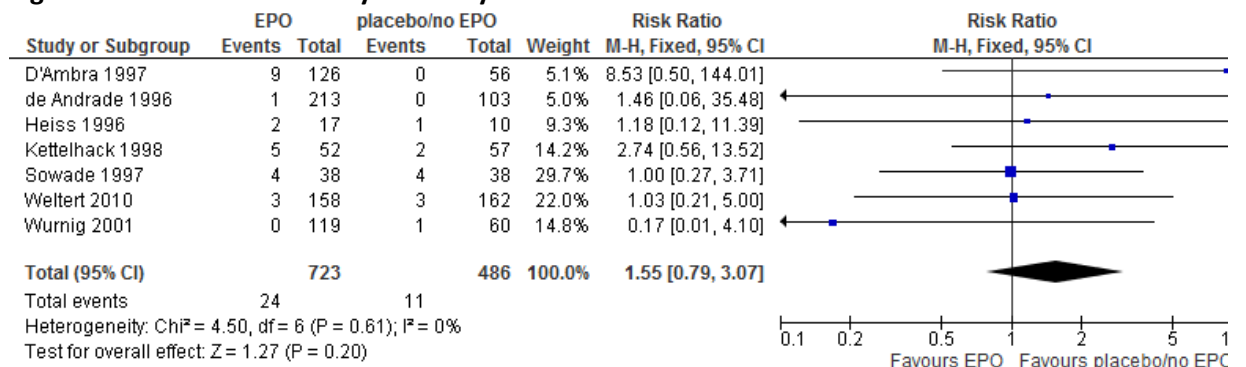 EPO placebo/no EPO Risk Ratio Risk Ratio
Study or Subgroup Events Total Events Total Weight M-H, Fixed, 95% CI M-H, Fixed, 95% CI
D'Ambra 1997 9 126 0 56 5.1% 8.53 [0.50, 144.01]
de Andrade 1996 1 213 0 103 5.0% 1.46 [0.06, 35.48]
Heiss 1996 2 17 1 10 9.3% 1.18 [0.12, 11.39]
Kettelhack 1998 5 52 2 57 14.2% 2.74 [0.56, 13.52]
Sowade 1997 4 38 4 38 29.7% 1.00 [0.27, 3.71]
Weltert 2010 3 158 3 162 22.0% 1.03 [0.21, 5.00]
Wurnig 2001 0 119 1 60 14.8% 0.17 [0.01, 4.10]
Total (95% CI) 723 486 100.0% 1.55 [0.79, 3.07]
Total events 24 11
Heterogeneity: Chi² = 4.50, df = 6 (P = 0.61); I² = 0%
Test for overall effect: Z = 1.27 (P = 0.20)
0.1 0.2 0.5 1 2 5 1
Favours EPO Favours placebo/no EPO